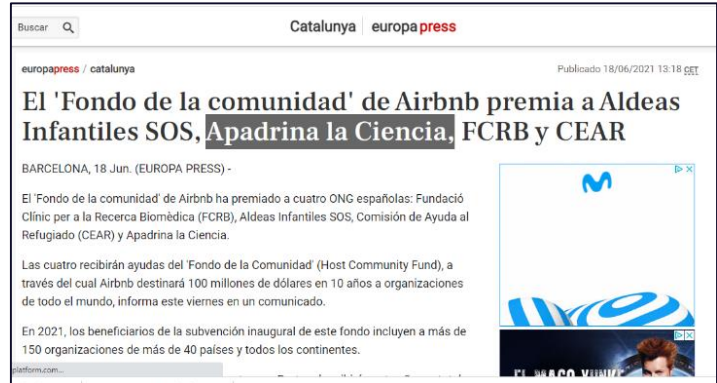 Buscar
Catalunya europapress
europapress / catalunya
Publicado 18/06/2021 13:18 CET
El 'Fondo de la comunidad' de Airbnb premia a Aldeas
Infantiles SOS, Apadrina la Ciencia, FCRB y CEAR
BARCELONA, 18 Jun. (EUROPA PRESS) -
El 'Fondo de la comunidad' de Airbnb ha premiado a cuatro ONG españolas: Fundació
Clínic per a la Recerca Biomèdica (FCRB), Aldeas Infantiles SOS, Comisión de Ayuda al
Refugiado (CEAR) y Apadrina la Ciencia.
Las cuatro recibirán ayudas del 'Fondo de la Comunidad' (Host Community Fund), a
través del cual Airbnb destinará 100 millones de dólares en 10 años a organizaciones
de todo el mundo, informa este viernes en un comunicado.
En 2021, los beneficiarios de la subvención inaugural de este fondo incluyen a más de
150 organizaciones de más de 40 países y todos los continentes.
platform.com...
EL MAGO YUNKE